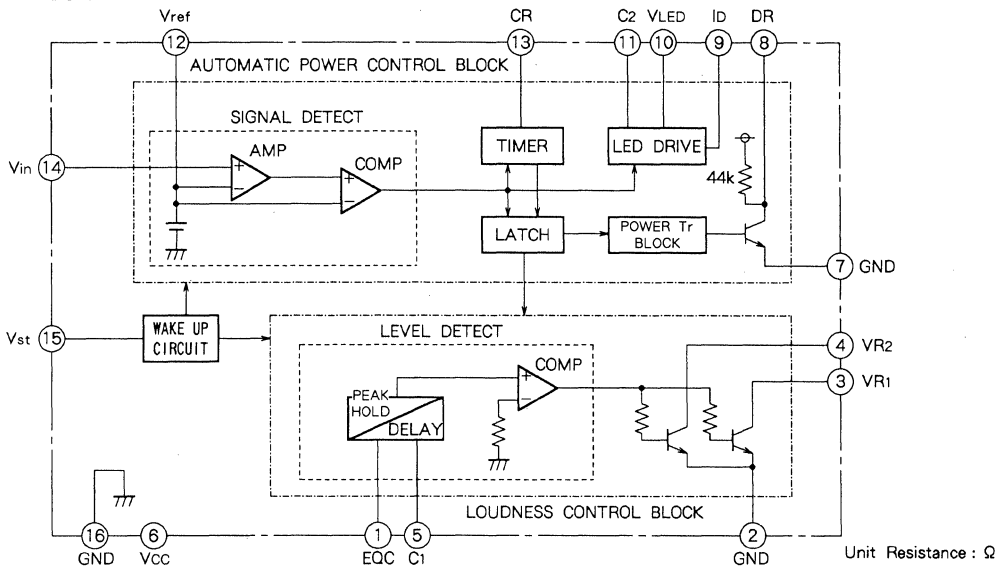 Vref
CR
C2
VLED
ID
DR
12
13
11
10
9
8
AUTOMATIC POWER CONTROL BLOCK
SIGNAL DETECT
AMP
COMP
TIMER
LED DRIVE
Vin
14
+
−
+
−
44k
LATCH
POWER Tr
BLOCK
7
GND
Vst
15
WAKE UP
CIRCUIT
LEVEL DETECT
COMP
4
VR2
3
VR1
+
−
PEAK
HOLD
DELAY
LOUDNESS CONTROL BLOCK
16
6
1
5
2
GND
VCC
EQC
C1
GND
Unit Resistance : Ω